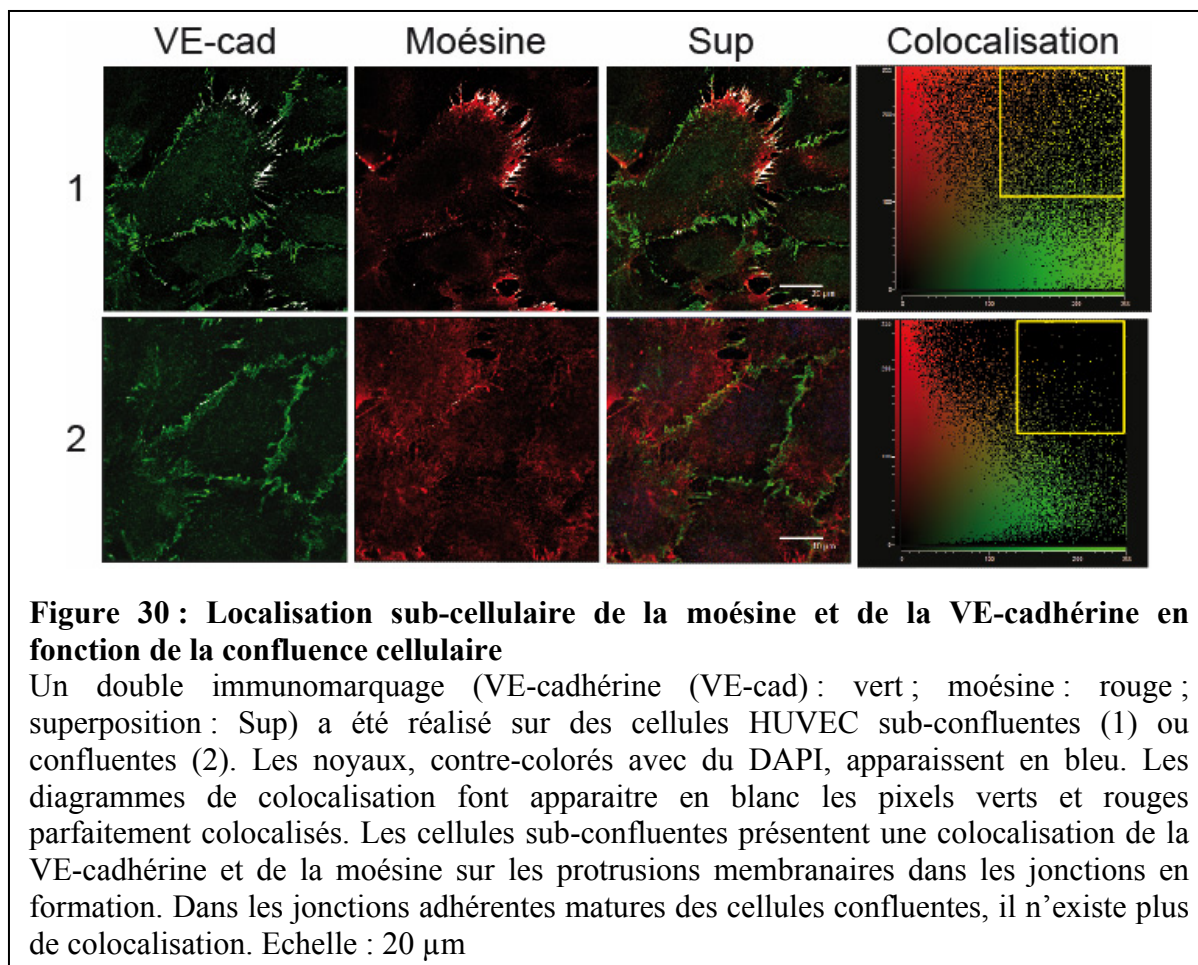 VE-cad Moésine Sup Colocalisation
1
20 µm
2
Figure 30 : Localisation sub-cellulaire de la moésine et de la VE-cadhérine en
fonction de la confluence cellulaire
Un double immunomarquage (VE-cadhérine (VE-cad) : vert ; moésine : rouge ;
superposition : Sup) a été réalisé sur des cellules HUVEC sub-confluentes (1) ou
confluentes (2). Les noyaux, contre-colorés avec du DAPI, apparaissent en bleu. Les
diagrammes de colocalisation font apparaitre en blanc les pixels verts et rouges
parfaitement colocalisés. Les cellules sub-confluentes présentent une colocalisation de la
VE-cadhérine et de la moésine sur les protrusions membranaires dans les jonctions en
formation. Dans les jonctions adhérentes matures des cellules confluentes, il n’existe plus
de colocalisation. Echelle : 20 µm